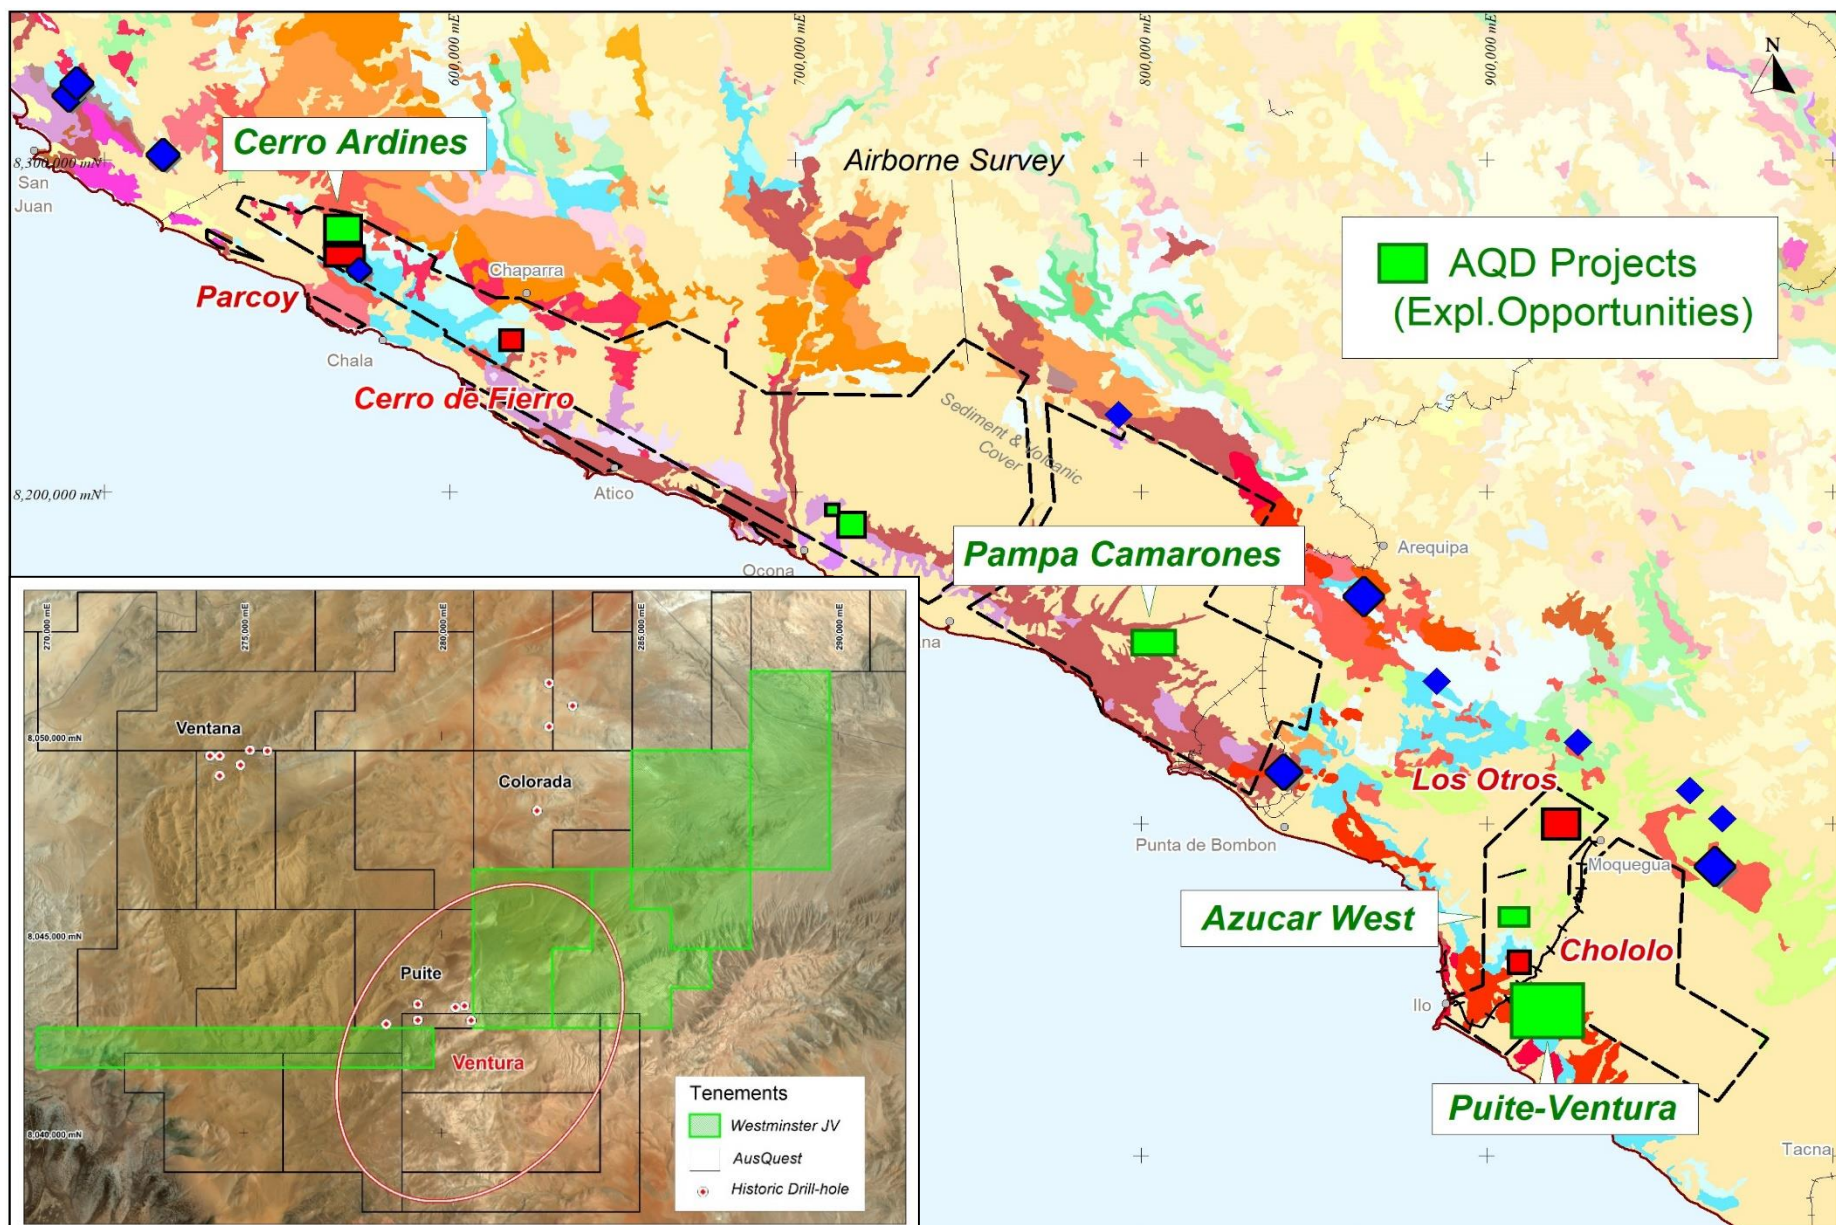 600,000 mE
700,000 mE
800,000 mE
900,000 mE
N
Cerro Ardines
8,300,000 mN
San
Juan
Airborne Survey
AQD Projects
(Expl.Opportunities)
Chaparra
Parcoy
Chala
Cerro de Fierro
Sediment & Volcanic
Cover
8,200,000 mN
Atico
Ocona
Pampa Camarones
Arequipa
na
Los Otros
Punta de Bombon
Moquegua
Azucar West
Chololo
Ilo
Puite-Ventura
Tacna
270,000 mE
275,000 mE
280,000 mE
285,000 mE
290,000 mE
Ventana
8,050,000 mN
Colorada
8,045,000 mN
Puite
Ventura
8,040,000 mN
Tenements
Westminster JV
AusQuest
Historic Drill-hole